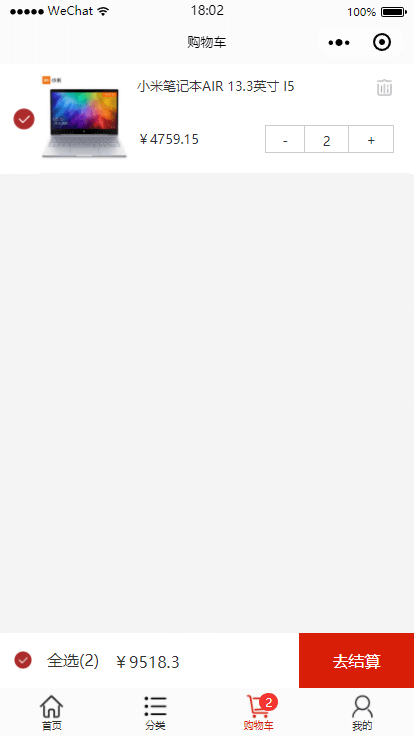 WeChat 18:02 100%
购物车
小米笔记本AIR 13.3英寸 I5
￥4759.15 - 2 +
全选(2) ￥9518.3 去结算
2
首页 分类 购物车 我的